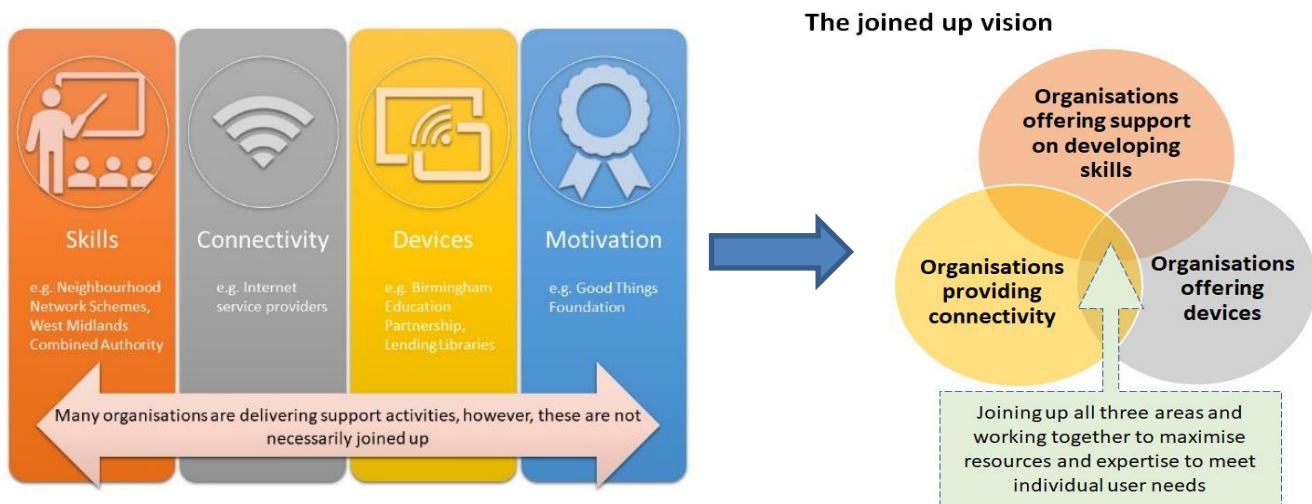 The joined up vision
Skills
e.g. Neighbourhood
Network Schemes,
West Midlands
Combined Authority
Connectivity
e.g. Internet
service providers
Devices
e.g. Birmingham
Education
Partnership,
Lending Libraries
Motivation
e.g. Good Things
Foundation
Many organisations are delivering support activities, however, these are not
necessarily joined up
Organisations
offering support
on developing
skills
Organisations
providing
connectivity
Organisations
offering
devices
Joining up all three areas and
working together to maximise
resources and expertise to meet
individual user needs